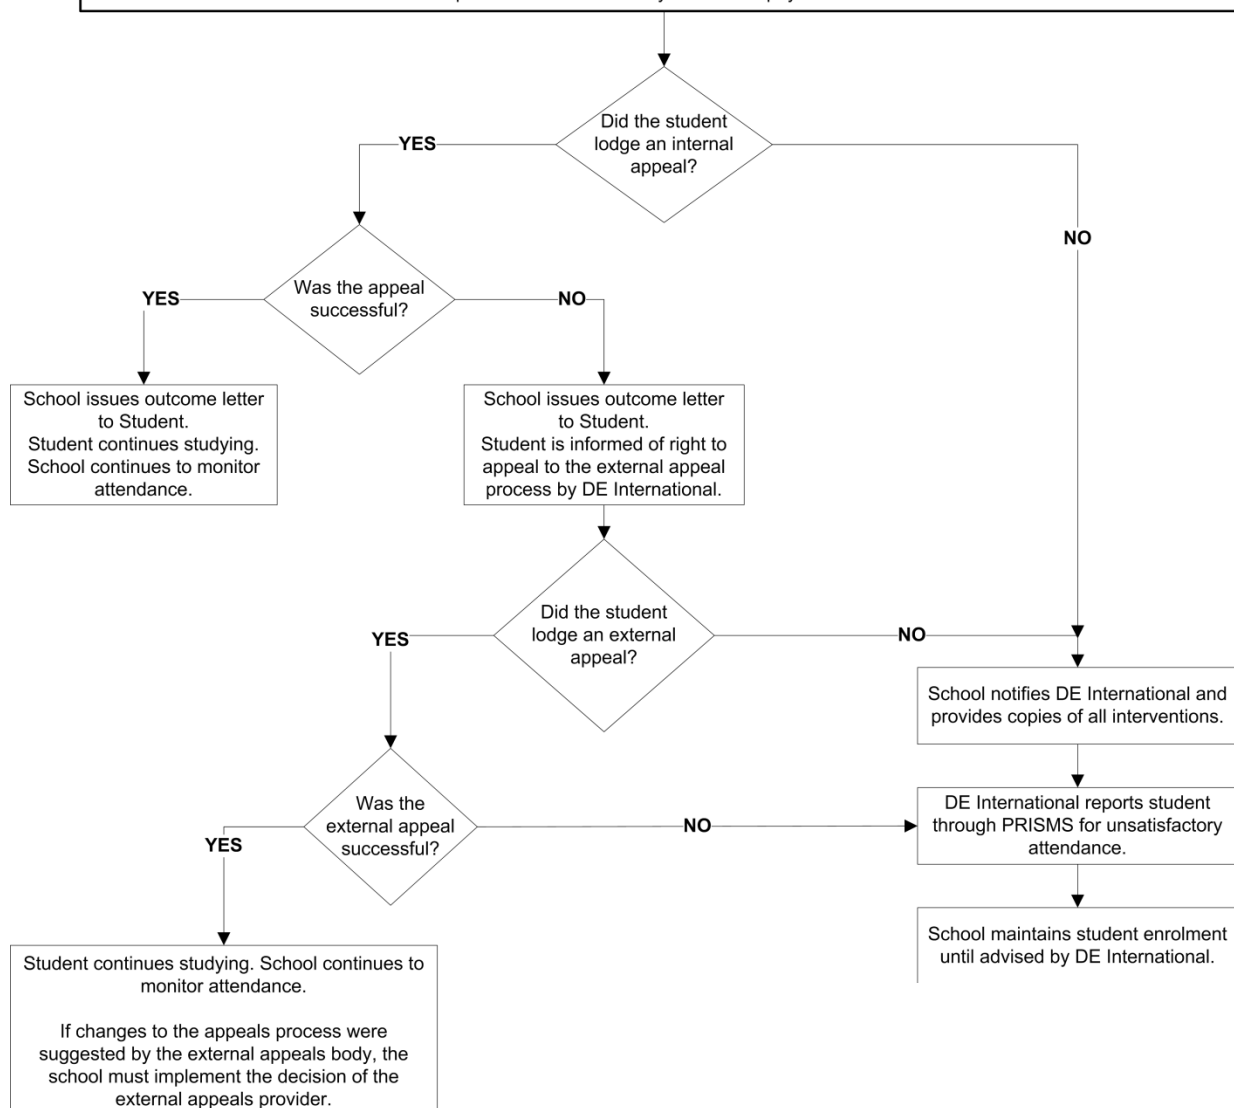 Did the student
lodge an internal
appeal?
YES
NO
Was the appeal
successful?
YES
NO
School issues outcome letter
to Student.
Student continues studying.
School continues to monitor
attendance.
School issues outcome letter
to Student.
Student is informed of right to
appeal to the external appeal
process by DE International.
Did the student
lodge an external
appeal?
YES
NO
School notifies DE International and
provides copies of all interventions.
Was the
external appeal
successful?
YES
NO
DE International reports student
through PRISMS for unsatisfactory
attendance.
School maintains student enrolment
until advised by DE International.
Student continues studying. School continues to
monitor attendance.
If changes to the appeals process were
suggested by the external appeals body, the
school must implement the decision of the
external appeals provider.